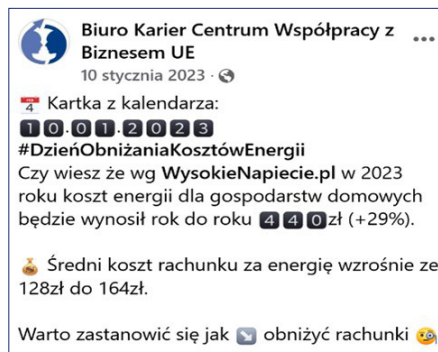 Biuro Karier Centrum Współpracy z
Biznesem UE
10 stycznia 2023 ·
4 Kartka z kalendarza:
10.01.2023
#DzieńObniżaniaKosztówEnergii
Czy wiesz że wg WysokieNapiecie.pl w 2023
roku koszt energii dla gospodarstw domowych
będzie wynosił rok do roku 440zł (+29%).
Średni koszt rachunku za energię wzrośnie ze
128zł do 164zł.
Warto zastanowić się jak obniżyć rachunki